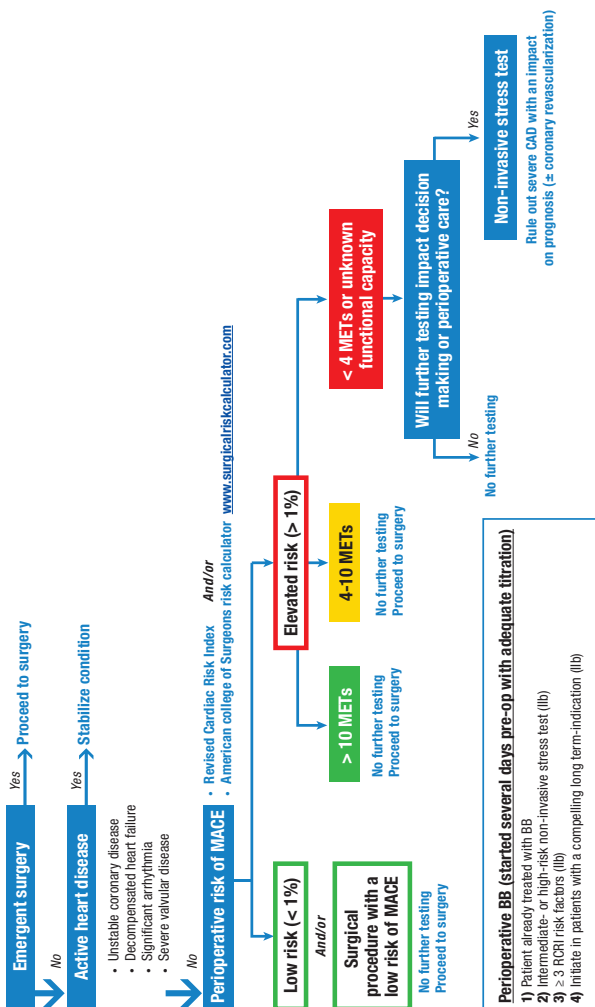 Emergent surgery
Yes
Proceed to surgery
No
Active heart disease
Yes
Stabilize condition
• Unstable coronary disease
• Decompensated heart failure
• Significant arrhythmia
• Severe valvular disease
No
Perioperative risk of MACE
• Revised Cardiac Risk Index And/or
• American college of Surgeons risk calculator www.surgicalriskcalculator.com
Low risk (< 1%)
And/or
Surgical
procedure with a
low risk of MACE
No further testing
Proceed to surgery
Elevated risk (> 1%)
> 10 METs
No further testing
Proceed to surgery
4-10 METs
No further testing
Proceed to surgery
< 4 METs or unknown
functional capacity
Will further testing impact decision
making or perioperative care?
No
No further testing
Yes
Non-invasive stress test
Rule out severe CAD with an impact
on prognosis (± coronary revascularization)
Perioperative BB (started several days pre-op with adequate titration)
1) Patient already treated with BB
2) Intermediate- or high-risk non-invasive stress test (IIb)
3) ≥ 3 RCRI risk factors (IIb)
4) Initiate in patients with a compelling long term-indication (IIb)